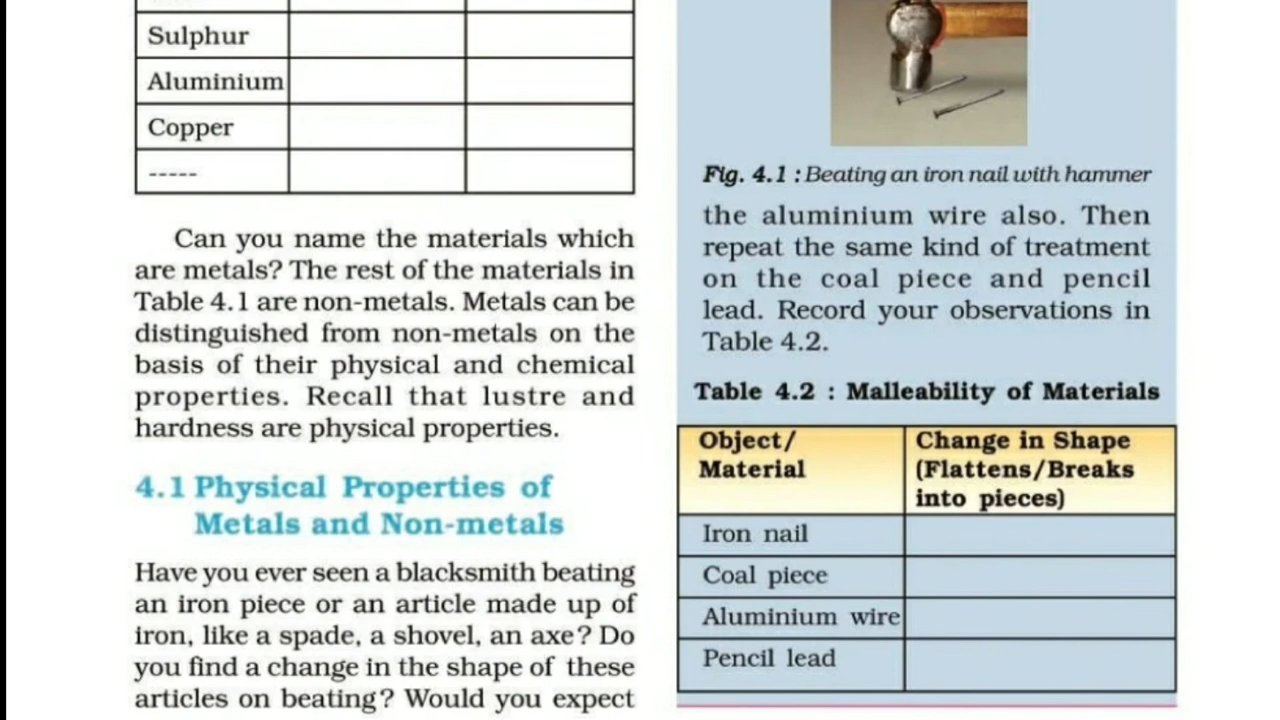 Sulphur
Aluminium
Copper
-----
Can you name the materials which
are metals? The rest of the materials in
Table 4.1 are non-metals. Metals can be
distinguished from non-metals on the
basis of their physical and chemical
properties. Recall that lustre and
hardness are physical properties.
4.1 Physical Properties of
Metals and Non-metals
Have you ever seen a blacksmith beating
an iron piece or an article made up of
iron, like a spade, a shovel, an axe? Do
you find a change in the shape of these
articles on beating? Would you expect
Fig. 4.1 : Beating an iron nail with hammer
the aluminium wire also. Then
repeat the same kind of treatment
on the coal piece and pencil
lead. Record your observations in
Table 4.2.
Table 4.2 : Malleability of Materials
Object/
Material
Change in Shape
(Flattens/Breaks
into pieces)
Iron nail
Coal piece
Aluminium wire
Pencil lead